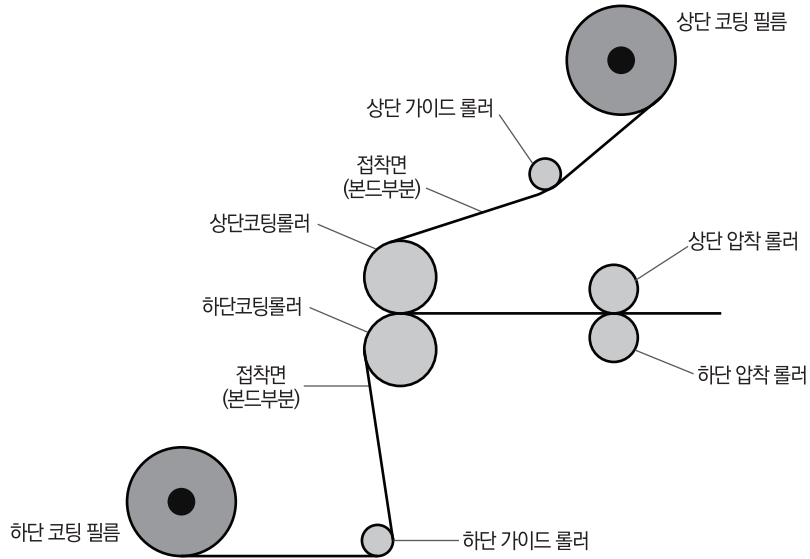 상단 코팅 필름
상단 가이드 롤러
접착면
(본드부분)
상단코팅롤러
상단 압착 롤러
하단코팅롤러
접착면
(본드부분)
하단 압착 롤러
하단 코팅 필름
하단 가이드 롤러